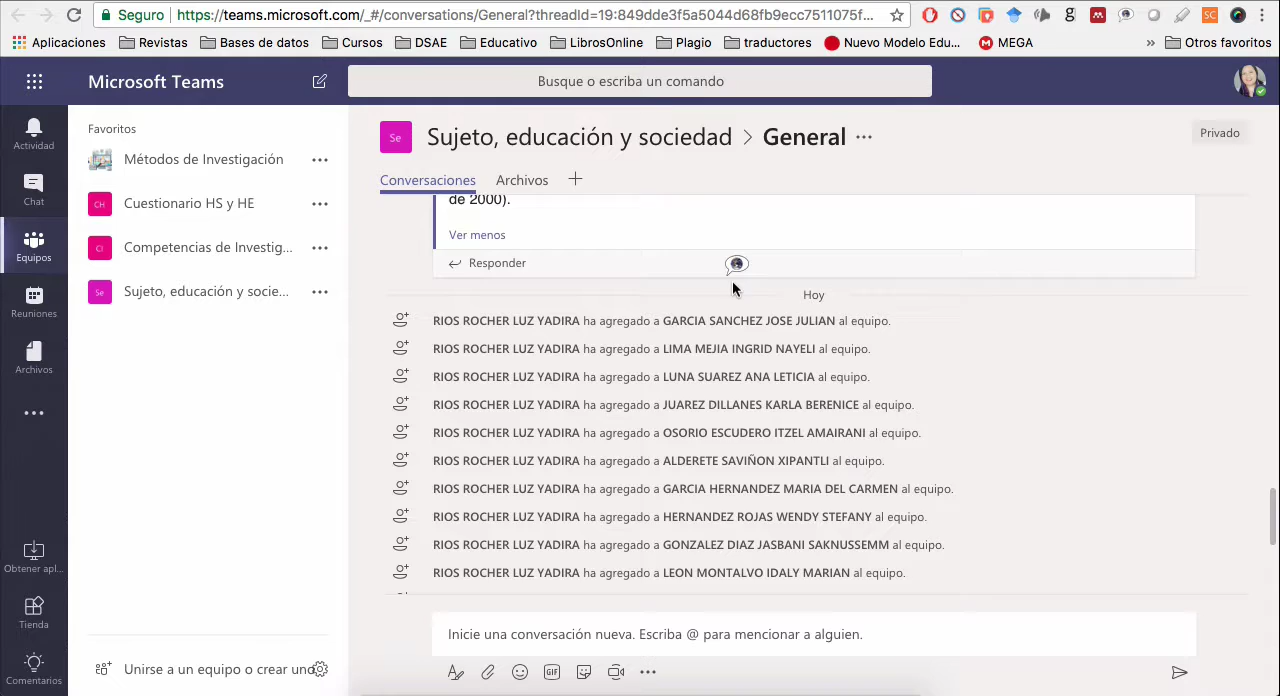 Seguro https://teams.microsoft.com/_#/conversations/General?threadId=19:849dde3f5a5044d68fb9ecc7511075f...
SC
Aplicaciones Revistas Bases de datos Cursos DSAE Educativo LibrosOnline Plagio traductores Nuevo Modelo Edu... MEGA » Otros favoritos
Microsoft Teams
Busque o escriba un comando
Actividad
Chat
Equipos
Reuniones
Archivos
Obtener apl...
Tienda
Comentarios
Favoritos
Métodos de Investigación
CH Cuestionario HS y HE
CI Competencias de Investig...
Se Sujeto, educación y socie...
Unirse a un equipo o crear uno
Se Sujeto, educación y sociedad > General
Privado
Conversaciones Archivos
de 2000).
Ver menos
Responder
Hoy
RIOS ROCHER LUZ YADIRA ha agregado a GARCIA SANCHEZ JOSE JULIAN al equipo.
RIOS ROCHER LUZ YADIRA ha agregado a LIMA MEJIA INGRID NAYELI al equipo.
RIOS ROCHER LUZ YADIRA ha agregado a LUNA SUAREZ ANA LETICIA al equipo.
RIOS ROCHER LUZ YADIRA ha agregado a JUAREZ DILLANES KARLA BERENICE al equipo.
RIOS ROCHER LUZ YADIRA ha agregado a OSORIO ESCUDERO ITZEL AMAIRANI al equipo.
RIOS ROCHER LUZ YADIRA ha agregado a ALDERETE SAVIÑON XIPANTLI al equipo.
RIOS ROCHER LUZ YADIRA ha agregado a GARCIA HERNANDEZ MARIA DEL CARMEN al equipo.
RIOS ROCHER LUZ YADIRA ha agregado a HERNANDEZ ROJAS WENDY STEFANY al equipo.
RIOS ROCHER LUZ YADIRA ha agregado a GONZALEZ DIAZ JASBANI SAKNUSSEMM al equipo.
RIOS ROCHER LUZ YADIRA ha agregado a LEON MONTALVO IDALY MARIAN al equipo.
Inicie una conversación nueva. Escriba @ para mencionar a alguien.
GIF